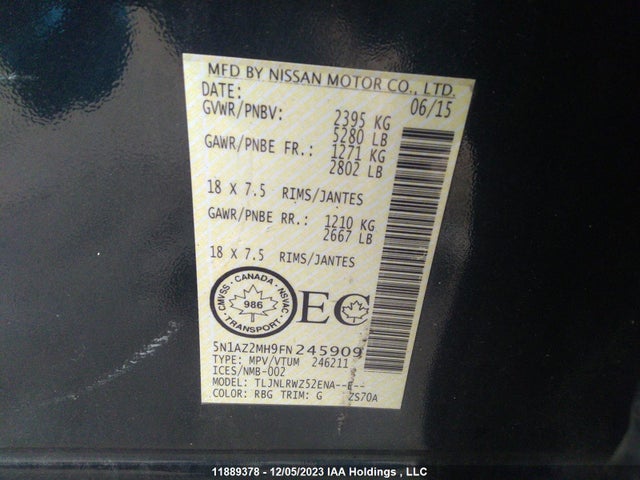 MFD BY NISSAN MOTOR CO., LTD.
DATE: 06/15
GVWR/PNBV: 2395 KG
5280 LB
GAWR/PNBE FR.: 1271 KG
2802 LB
18 X 7.5 RIMS/JANTES
GAWR/PNBE RR.: 1210 KG
2667 LB
18 X 7.5 RIMS/JANTES
CANADA
CMVSS NSVAC
986
TRANSPORT
EC
5N1AZ2MH9FN245909
TYPE: MPV/VTUM 246211
ICES/NMB-002
MODEL: TLJNLRWZ52ENA--E--
COLOR: RBG TRIM: G ZS70A
11889378 - 12/05/2023 IAA Holdings , LLC